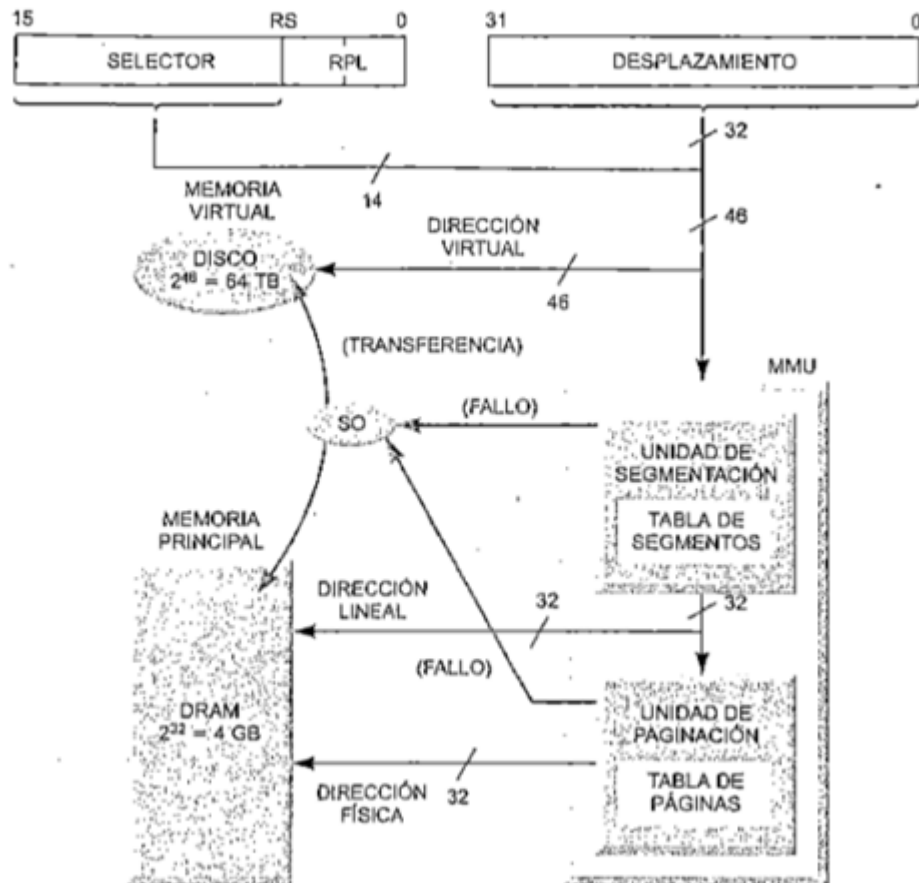 15 RS 0 31 0
SELECTOR RPL DESPLAZAMIENTO
32
14
46
MEMORIA
VIRTUAL
DIRECCIÓN
VIRTUAL
DISCO
2⁴⁶ = 64 TB
46
(TRANSFERENCIA)
MMU
(FALLO)
SO
UNIDAD DE
SEGMENTACIÓN
TABLA DE
SEGMENTOS
MEMORIA
PRINCIPAL
DIRECCIÓN
LINEAL
32
32
(FALLO)
DRAM
2³² = 4 GB
UNIDAD DE
PAGINACIÓN
TABLA DE
PÁGINAS
32
DIRECCIÓN
FÍSICA